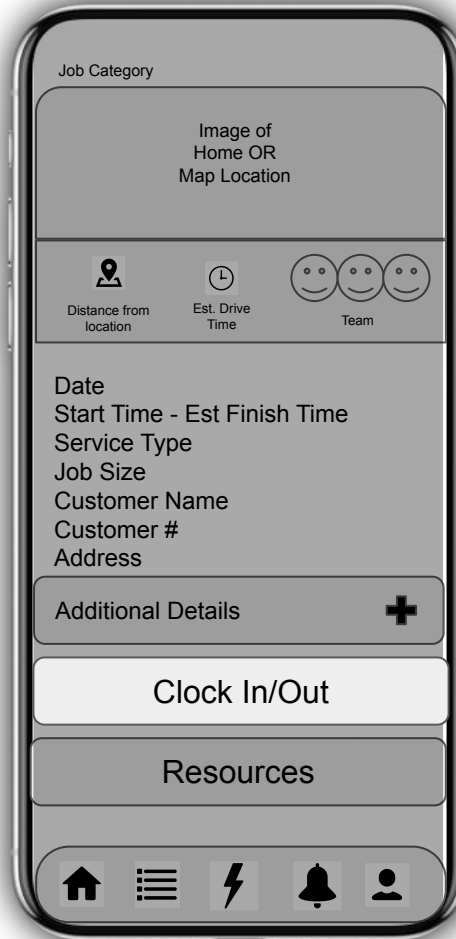 Job Category
Image of
Home OR
Map Location
Distance from
location
Est. Drive
Time
Team
Date
Start Time - Est Finish Time
Service Type
Job Size
Customer Name
Customer #
Address
Additional Details
Clock In/Out
Resources